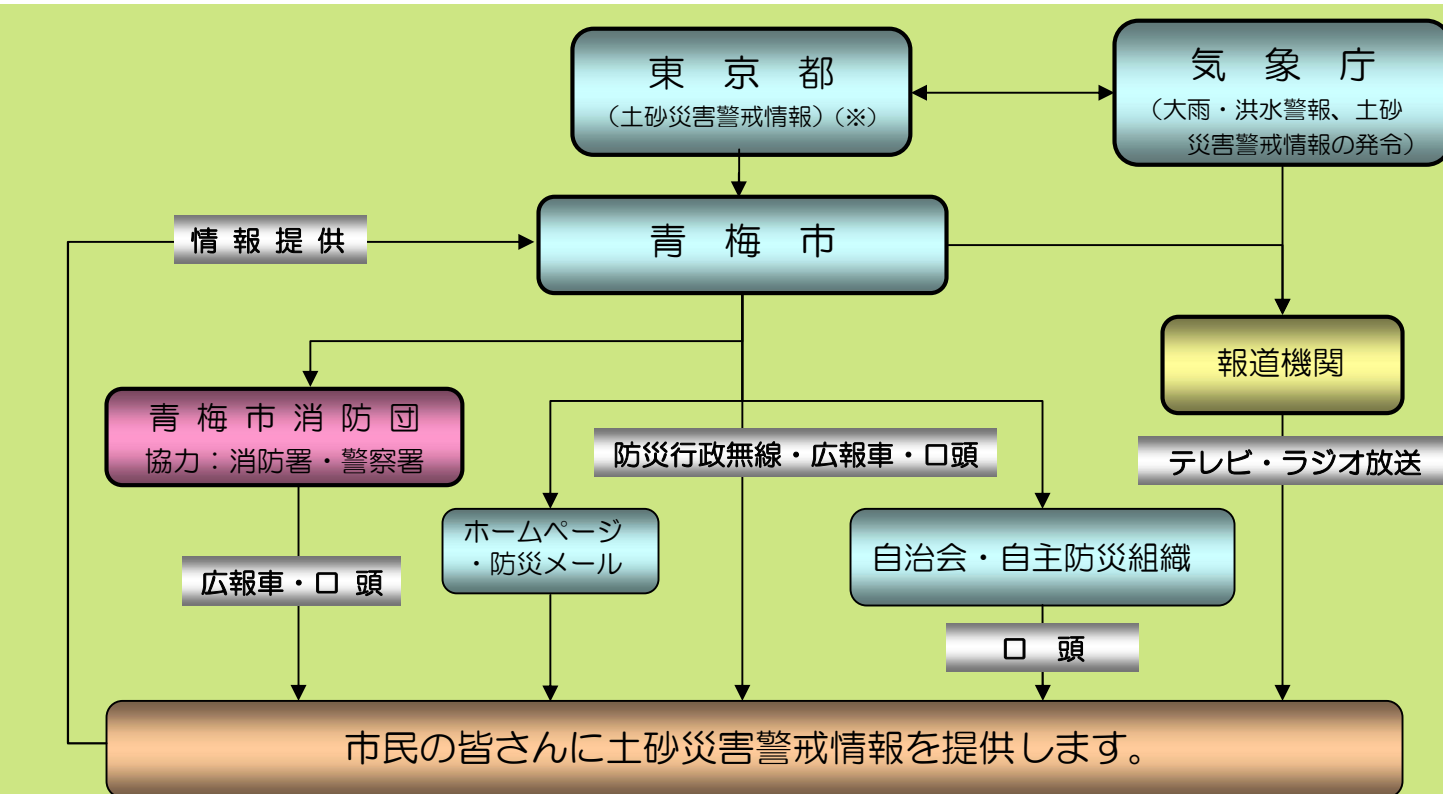 東京都
（土砂災害警戒情報）（※）
気象庁
（大雨・洪水警報、土砂
災害警戒情報の発令）
情報提供
青梅市
報道機関
青梅市消防団
協力：消防署・警察署
防災行政無線・広報車・口頭
テレビ・ラジオ放送
ホームページ
・防災メール
自治会・自主防災組織
広報車・口頭
口頭
市民の皆さんに土砂災害警戒情報を提供します。